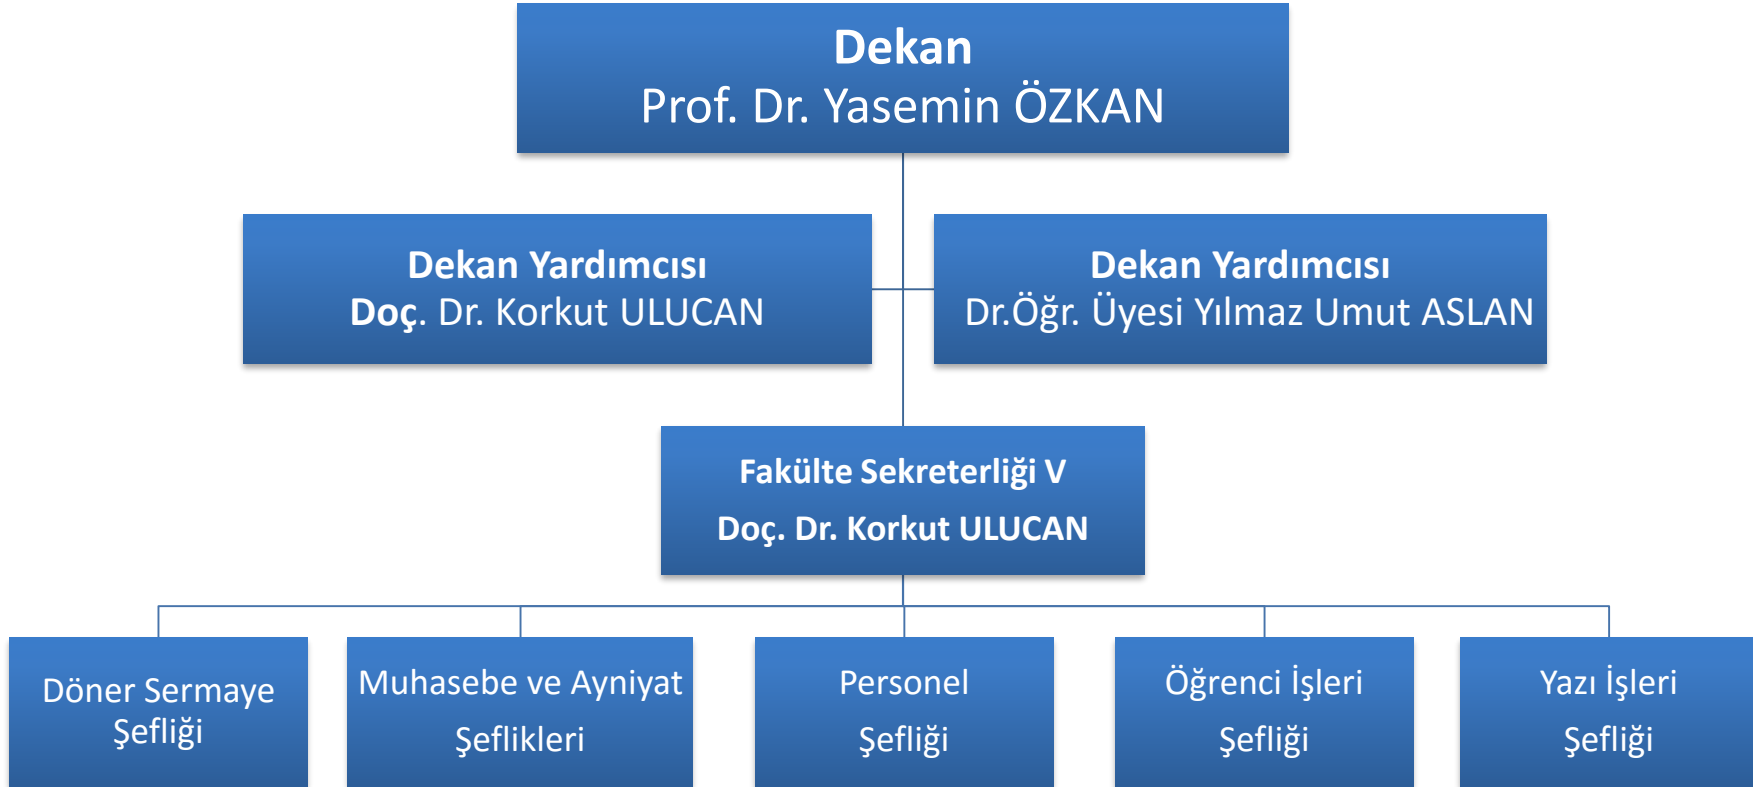 Dekan
Prof. Dr. Yasemin ÖZKAN
Dekan Yardımcısı
Doç. Dr. Korkut ULUCAN
Dekan Yardımcısı
Dr.Öğr. Üyesi Yılmaz Umut ASLAN
Fakülte Sekreterliği V
Doç. Dr. Korkut ULUCAN
Döner Sermaye
Şefliği
Muhasebe ve Ayniyat
Şeflikleri
Personel
Şefliği
Öğrenci İşleri
Şefliği
Yazı İşleri
Şefliği